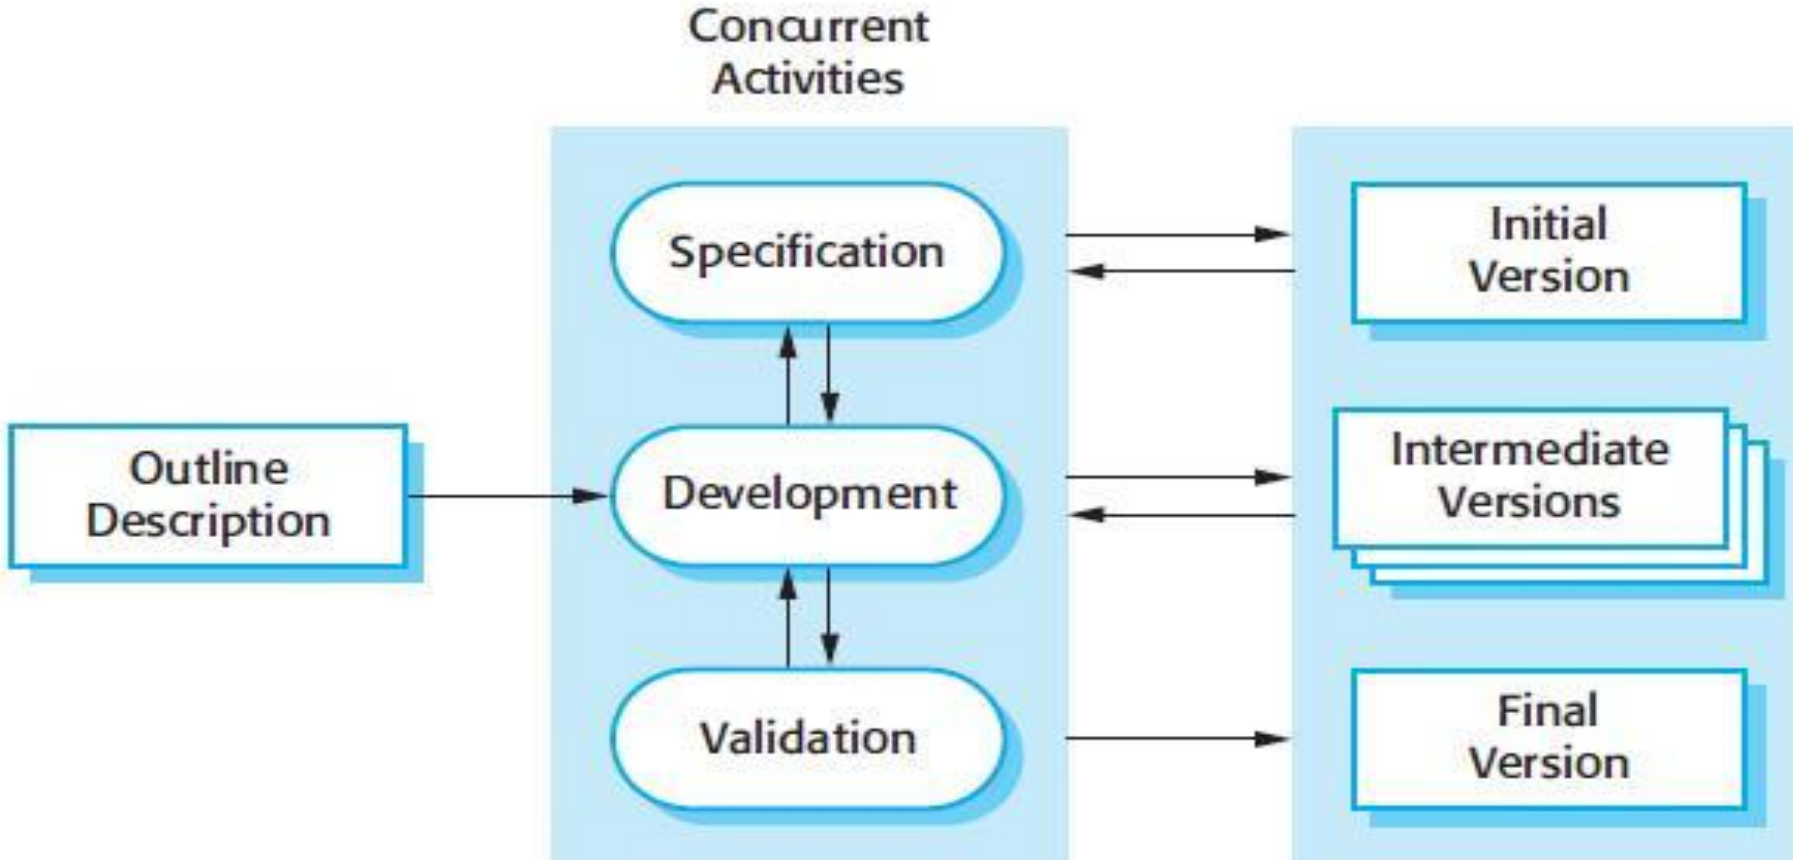 Concurrent
Activities
Specification
Initial
Version
Outline
Description
Development
Intermediate
Versions
Validation
Final
Version